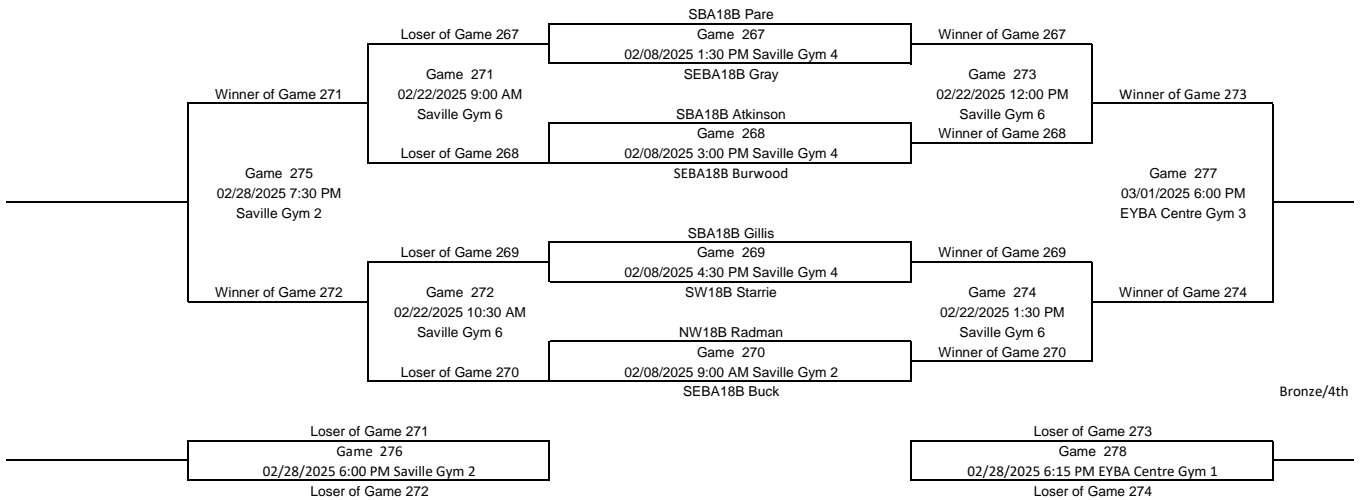 SBA18B Pare
Loser of Game 267
Game 267
Winner of Game 267
02/08/2025 1:30 PM Saville Gym 4
Game 271
SEBA18B Gray
Game 273
02/22/2025 9:00 AM
02/22/2025 12:00 PM
Winner of Game 271
Winner of Game 273
Saville Gym 6
SBA18B Atkinson
Saville Gym 6
Game 268
Winner of Game 268
Loser of Game 268
02/08/2025 3:00 PM Saville Gym 4
Game 275
SEBA18B Burwood
Game 277
02/28/2025 7:30 PM
03/01/2025 6:00 PM
Saville Gym 2
EYBA Centre Gym 3
SBA18B Gillis
Loser of Game 269
Game 269
Winner of Game 269
02/08/2025 4:30 PM Saville Gym 4
Winner of Game 272
Game 272
SW18B Starrie
Game 274
Winner of Game 274
02/22/2025 10:30 AM
02/22/2025 1:30 PM
Saville Gym 6
NW18B Radman
Saville Gym 6
Game 270
Winner of Game 270
Loser of Game 270
02/08/2025 9:00 AM Saville Gym 2
SEBA18B Buck
Bronze/4th
Loser of Game 271
Loser of Game 273
Game 276
Game 278
02/28/2025 6:00 PM Saville Gym 2
02/28/2025 6:15 PM EYBA Centre Gym 1
Loser of Game 272
Loser of Game 274